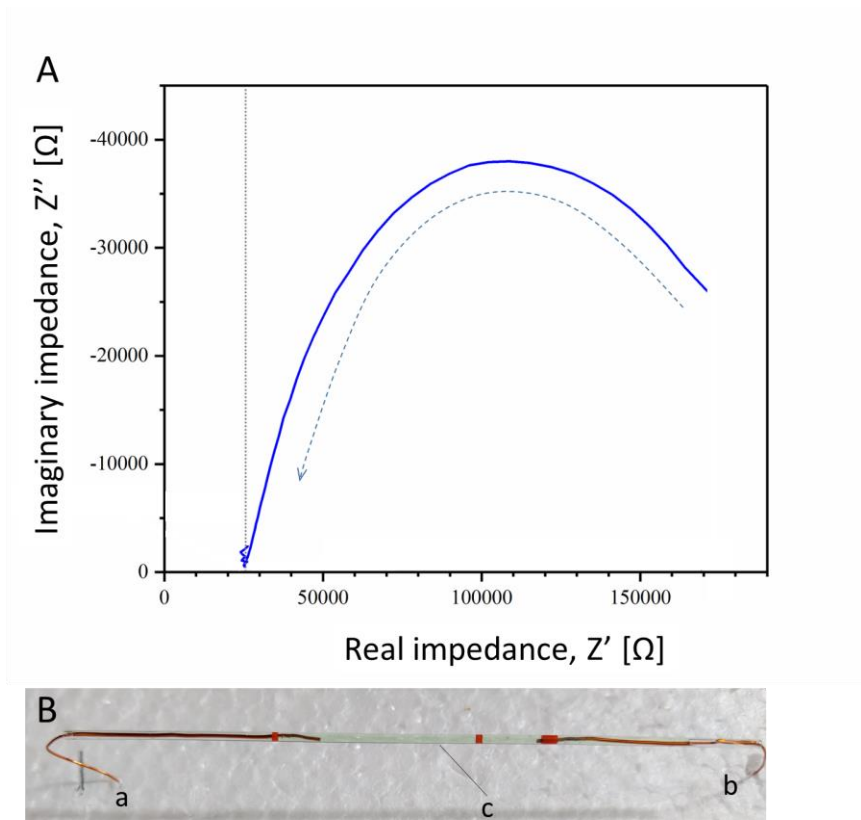 A
Imaginary impedance, Z’’ [Ω]
-40000
-30000
-20000
-10000
0
0 50000 100000 150000
Real impedance, Z’ [Ω]
B
a
b
c